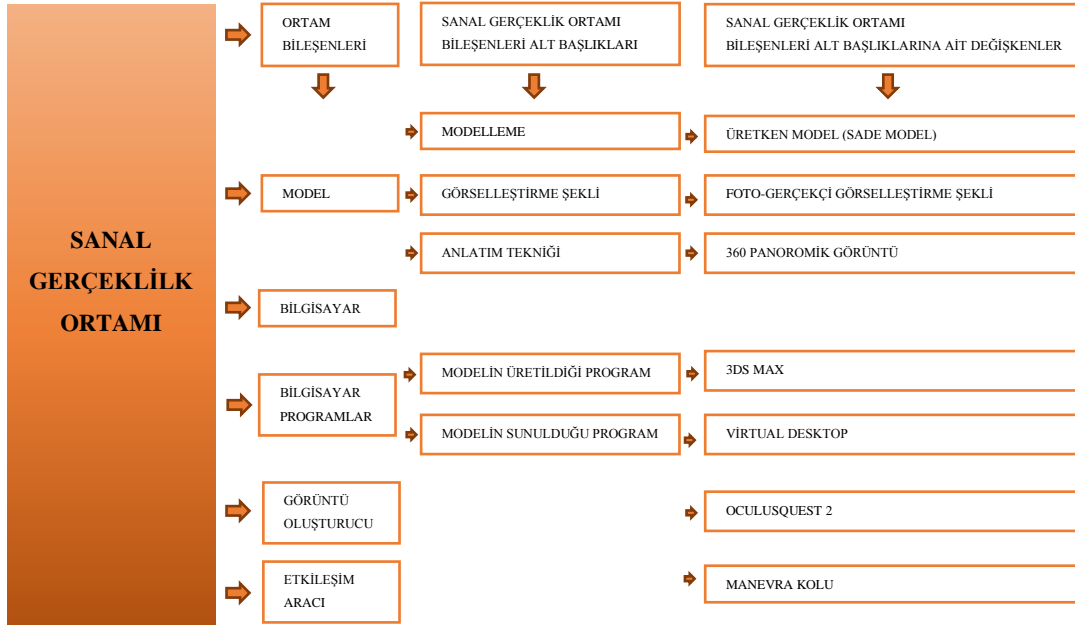 SANAL
GERÇEKLİLK
ORTAMI
ORTAM
BİLEŞENLERİ
SANAL GERÇEKLİK ORTAMI
BİLEŞENLERİ ALT BAŞLIKLARI
SANAL GERÇEKLİK ORTAMI
BİLEŞENLERİ ALT BAŞLIKLARINA AİT DEĞİŞKENLER
MODELLEME
ÜRETKEN MODEL (SADE MODEL)
MODEL
GÖRSELLEŞTİRME ŞEKLİ
FOTO-GERÇEKÇİ GÖRSELLEŞTİRME ŞEKLİ
ANLATIM TEKNİĞİ
360 PANOROMİK GÖRÜNTÜ
BİLGİSAYAR
BİLGİSAYAR
PROGRAMLAR
MODELİN ÜRETİLDİĞİ PROGRAM
3DS MAX
MODELİN SUNULDUĞU PROGRAM
VİRTUAL DESKTOP
GÖRÜNTÜ
OLUŞTURUCU
OCULUSQUEST 2
ETKİLEŞİM
ARACI
MANEVRA KOLU